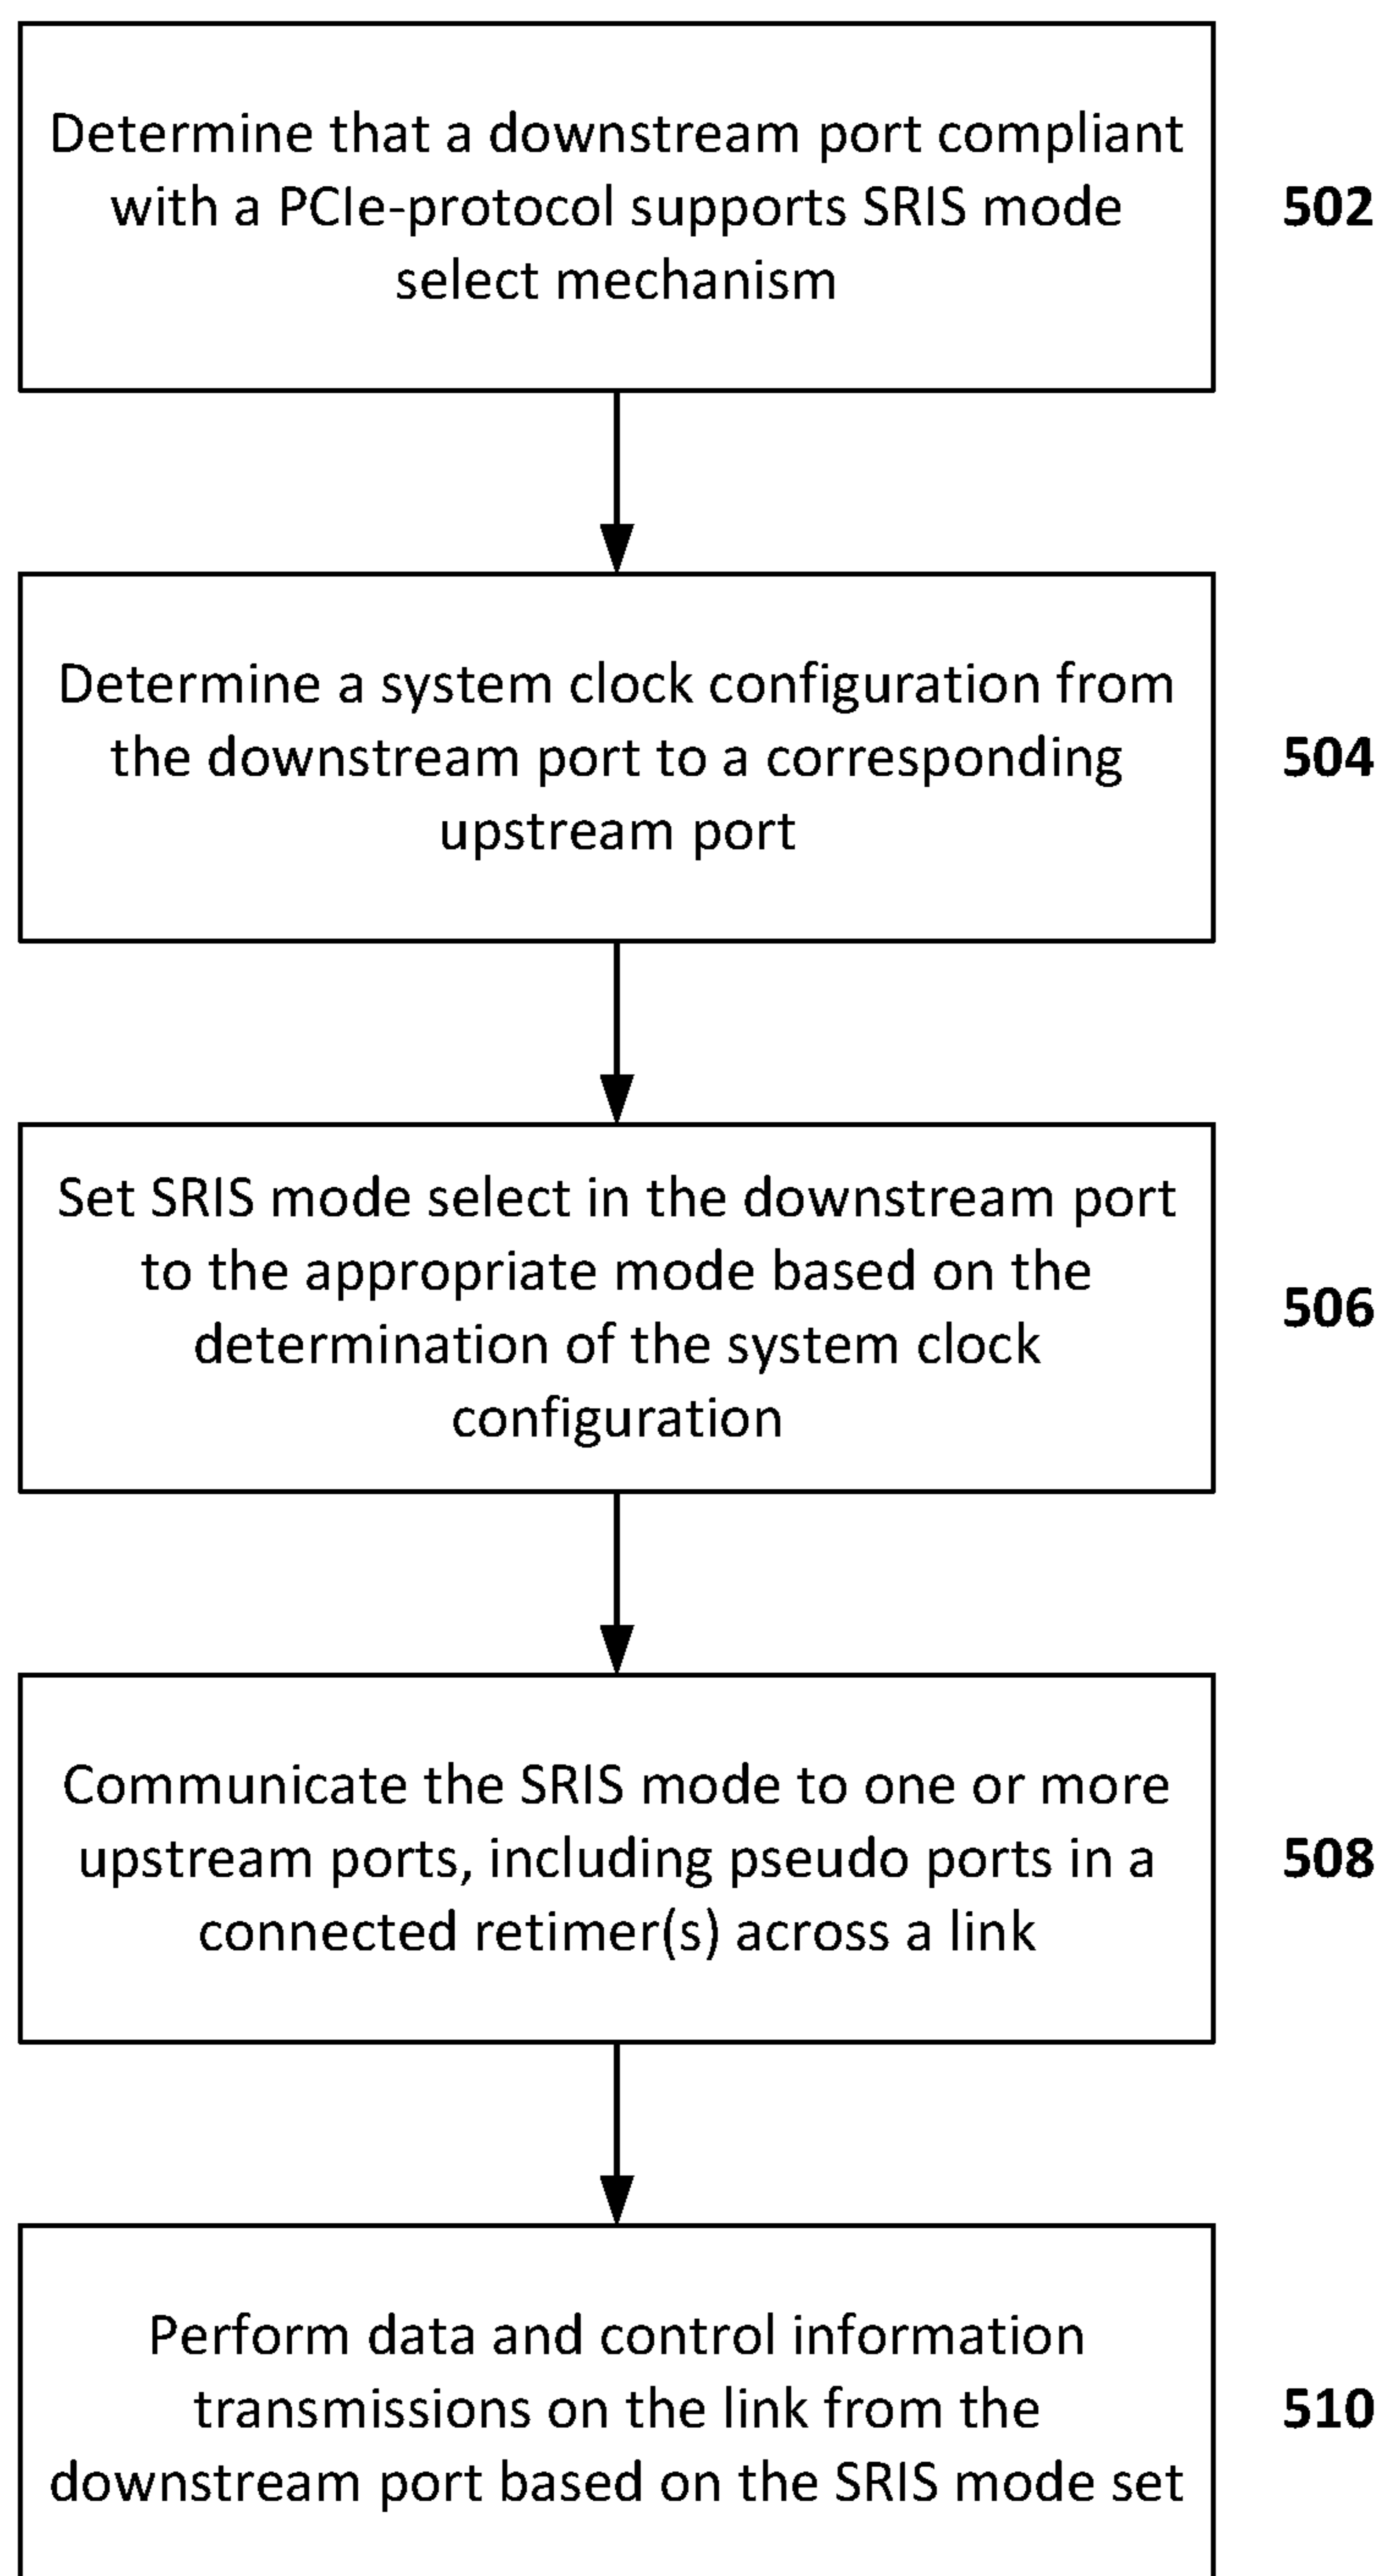 Determine that a downstream port compliant
with a PCIe-protocol supports SRIS mode
select mechanism
502
Determine a system clock configuration from
the downstream port to a corresponding
upstream port
504
Set SRIS mode select in the downstream port
to the appropriate mode based on the
determination of the system clock
configuration
506
Communicate the SRIS mode to one or more
upstream ports, including pseudo ports in a
connected retimer(s) across a link
508
Perform data and control information
transmissions on the link from the
downstream port based on the SRIS mode set
510